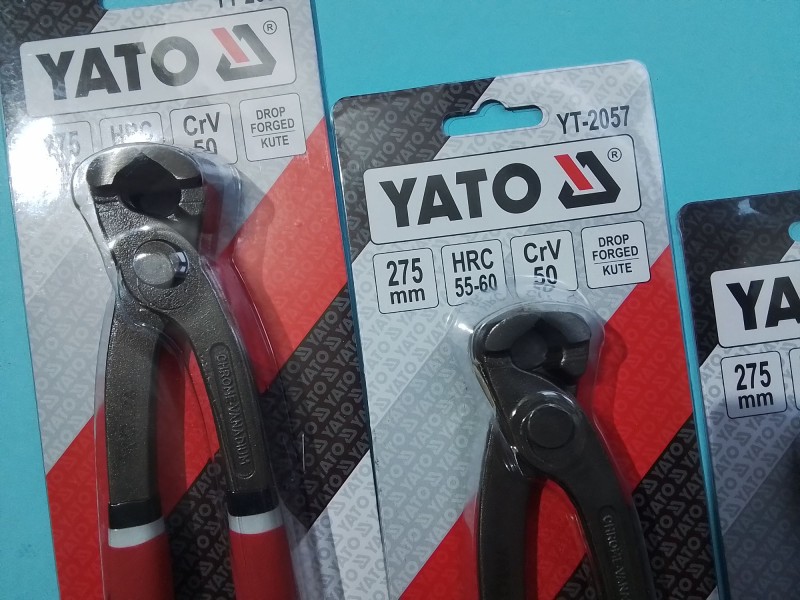 YATO ®
HRC
CrV
50
DROP
FORGED
KUTE
CHROME VANADIUM
YT-2057
YATO ®
275
mm
HRC
55-60
CrV
50
DROP
FORGED
KUTE
275
mm